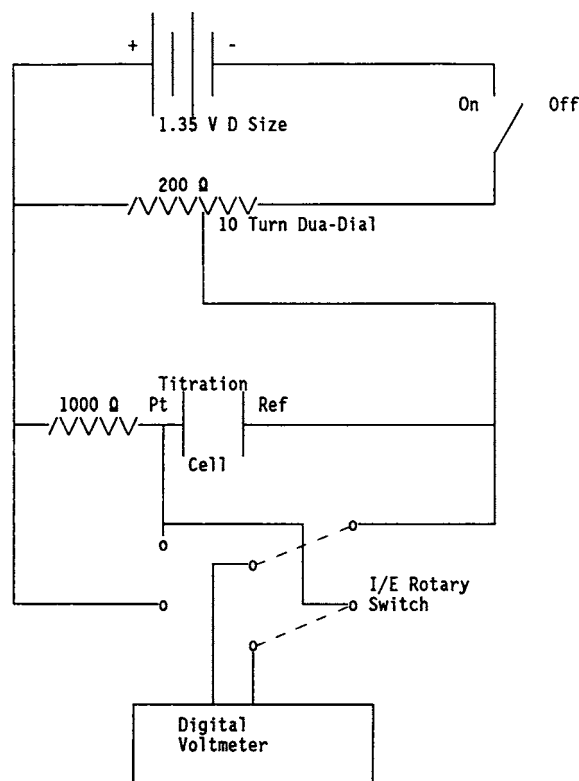 + -
1.35 V D Size
On Off
200 Ω
10 Turn Dua-Dial
Titration
1000 Ω Pt Ref
Cell
I/E Rotary
Switch
Digital
Voltmeter